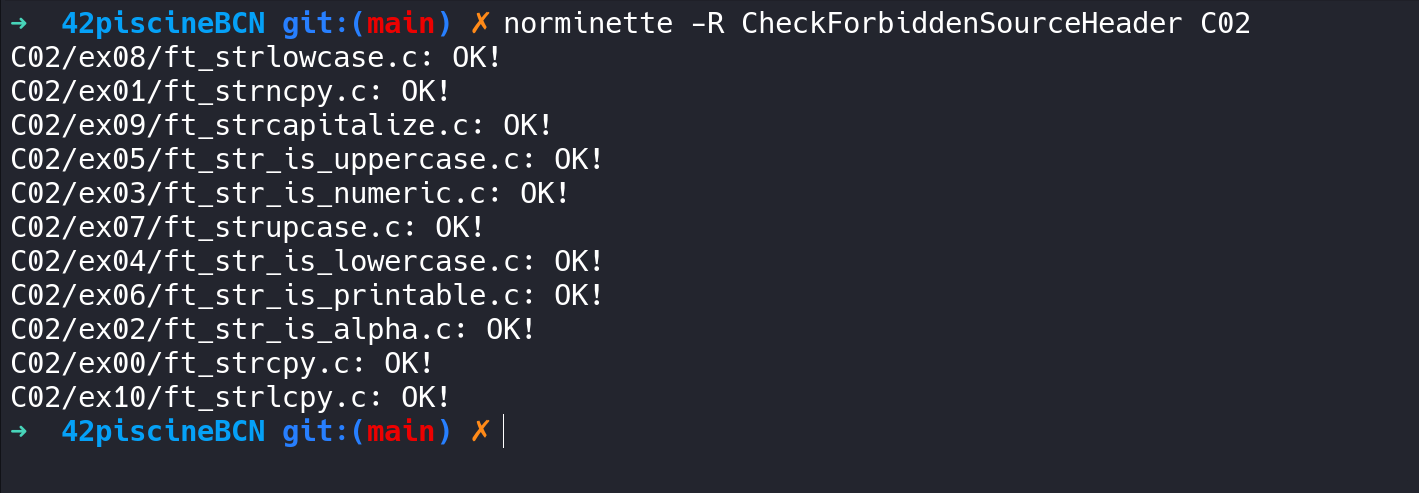 ➜  42piscineBCN git:(main) ✗ norminette -R CheckForbiddenSourceHeader C02
C02/ex08/ft_strlowcase.c: OK!
C02/ex01/ft_strncpy.c: OK!
C02/ex09/ft_strcapitalize.c: OK!
C02/ex05/ft_str_is_uppercase.c: OK!
C02/ex03/ft_str_is_numeric.c: OK!
C02/ex07/ft_strupcase.c: OK!
C02/ex04/ft_str_is_lowercase.c: OK!
C02/ex06/ft_str_is_printable.c: OK!
C02/ex02/ft_str_is_alpha.c: OK!
C02/ex00/ft_strcpy.c: OK!
C02/ex10/ft_strlcpy.c: OK!
➜  42piscineBCN git:(main) ✗